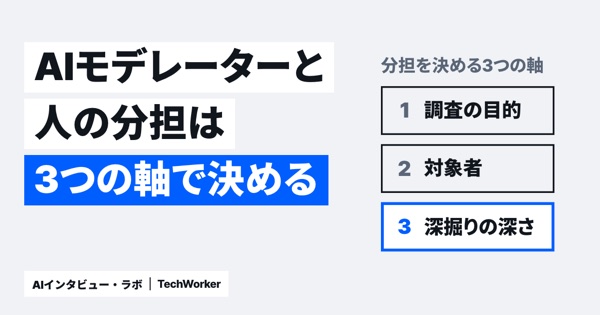 AIモデレーターと
人の分担は
3つの軸で決める
分担を決める3つの軸
1 調査の目的
2 対象者
3 深掘りの深さ
AIインタビュー・ラボ | TechWorker